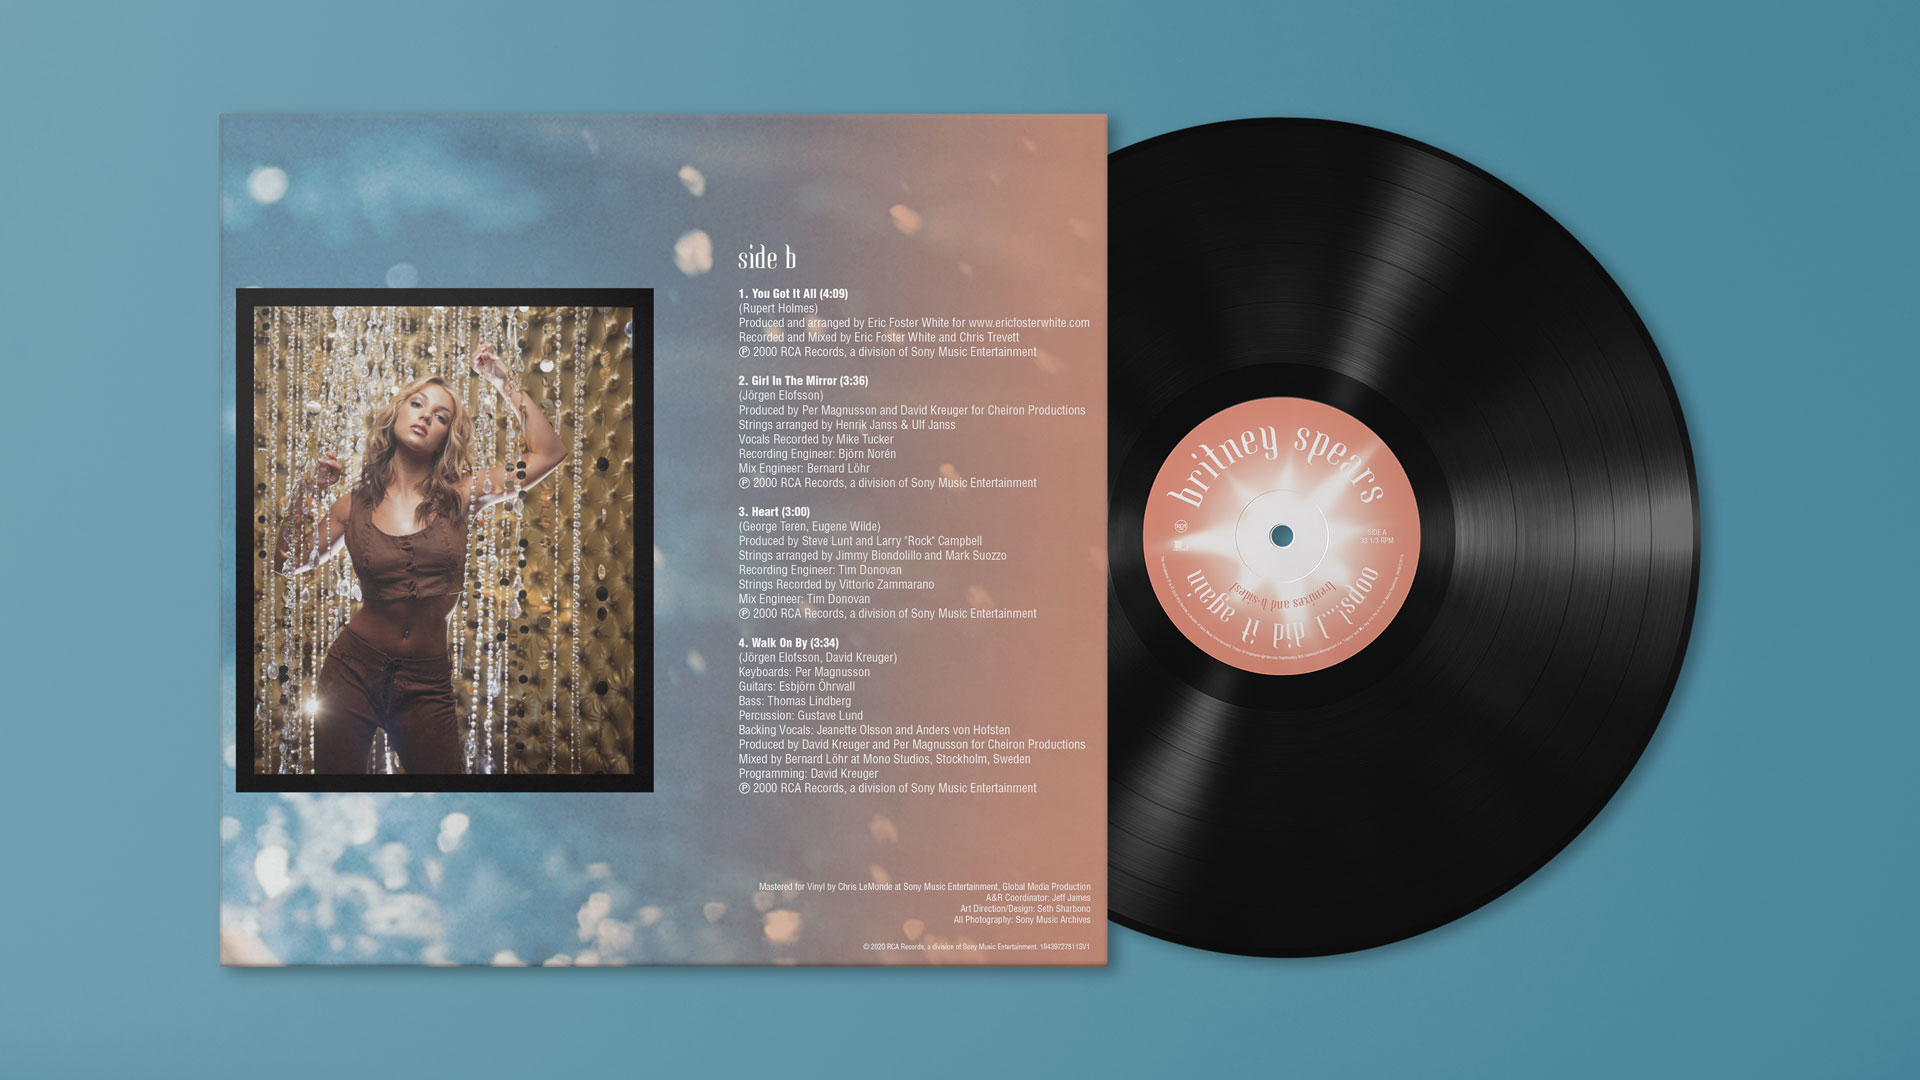 side b
1. You Got It All (4:09)
(Rupert Holmes)
Produced and arranged by Eric Foster White for www.ericfosterwhite.com
Recorded and Mixed by Eric Foster White and Chris Trevett
℗ 2000 RCA Records, a division of Sony Music Entertainment
2. Girl In The Mirror (3:36)
(Jörgen Elofsson)
Produced by Per Magnusson and David Kreuger for Cheiron Productions
Strings arranged by Henrik Janss & Ulf Janss
Vocals Recorded by Mike Tucker
Recording Engineer: Björn Norén
Mix Engineer: Bernard Löhr
℗ 2000 RCA Records, a division of Sony Music Entertainment
3. Heart (3:00)
(George Teren, Eugene Wilde)
Produced by Steve Lunt and Larry "Rock" Campbell
Strings arranged by Jimmy Biondolillo and Mark Suozzo
Recording Engineer: Tim Donovan
Strings Recorded by Vittorio Zammarano
Mix Engineer: Tim Donovan
℗ 2000 RCA Records, a division of Sony Music Entertainment
4. Walk On By (3:34)
(Jörgen Elofsson, David Kreuger)
Keyboards: Per Magnusson
Guitars: Esbjörn Öhrwall
Bass: Thomas Lindberg
Percussion: Gustave Lund
Backing Vocals: Jeanette Olsson and Anders von Hofsten
Produced by David Kreuger and Per Magnusson for Cheiron Productions
Mixed by Bernard Löhr at Mono Studios, Stockholm, Sweden
Programming: David Kreuger
℗ 2000 RCA Records, a division of Sony Music Entertainment
Mastered for Vinyl by Chris LeMonde at Sony Music Entertainment, Global Media Production
A&R Coordinator: Jeff James
Art Direction/Design: Seth Sharbono
All Photography: Sony Music Archives
© 2020 RCA Records, a division of Sony Music Entertainment. 19439727511SV1
britney spears
RCA
SIDE A
33 1/3 RPM
oops!...I did it again
[remixes and b-sides]